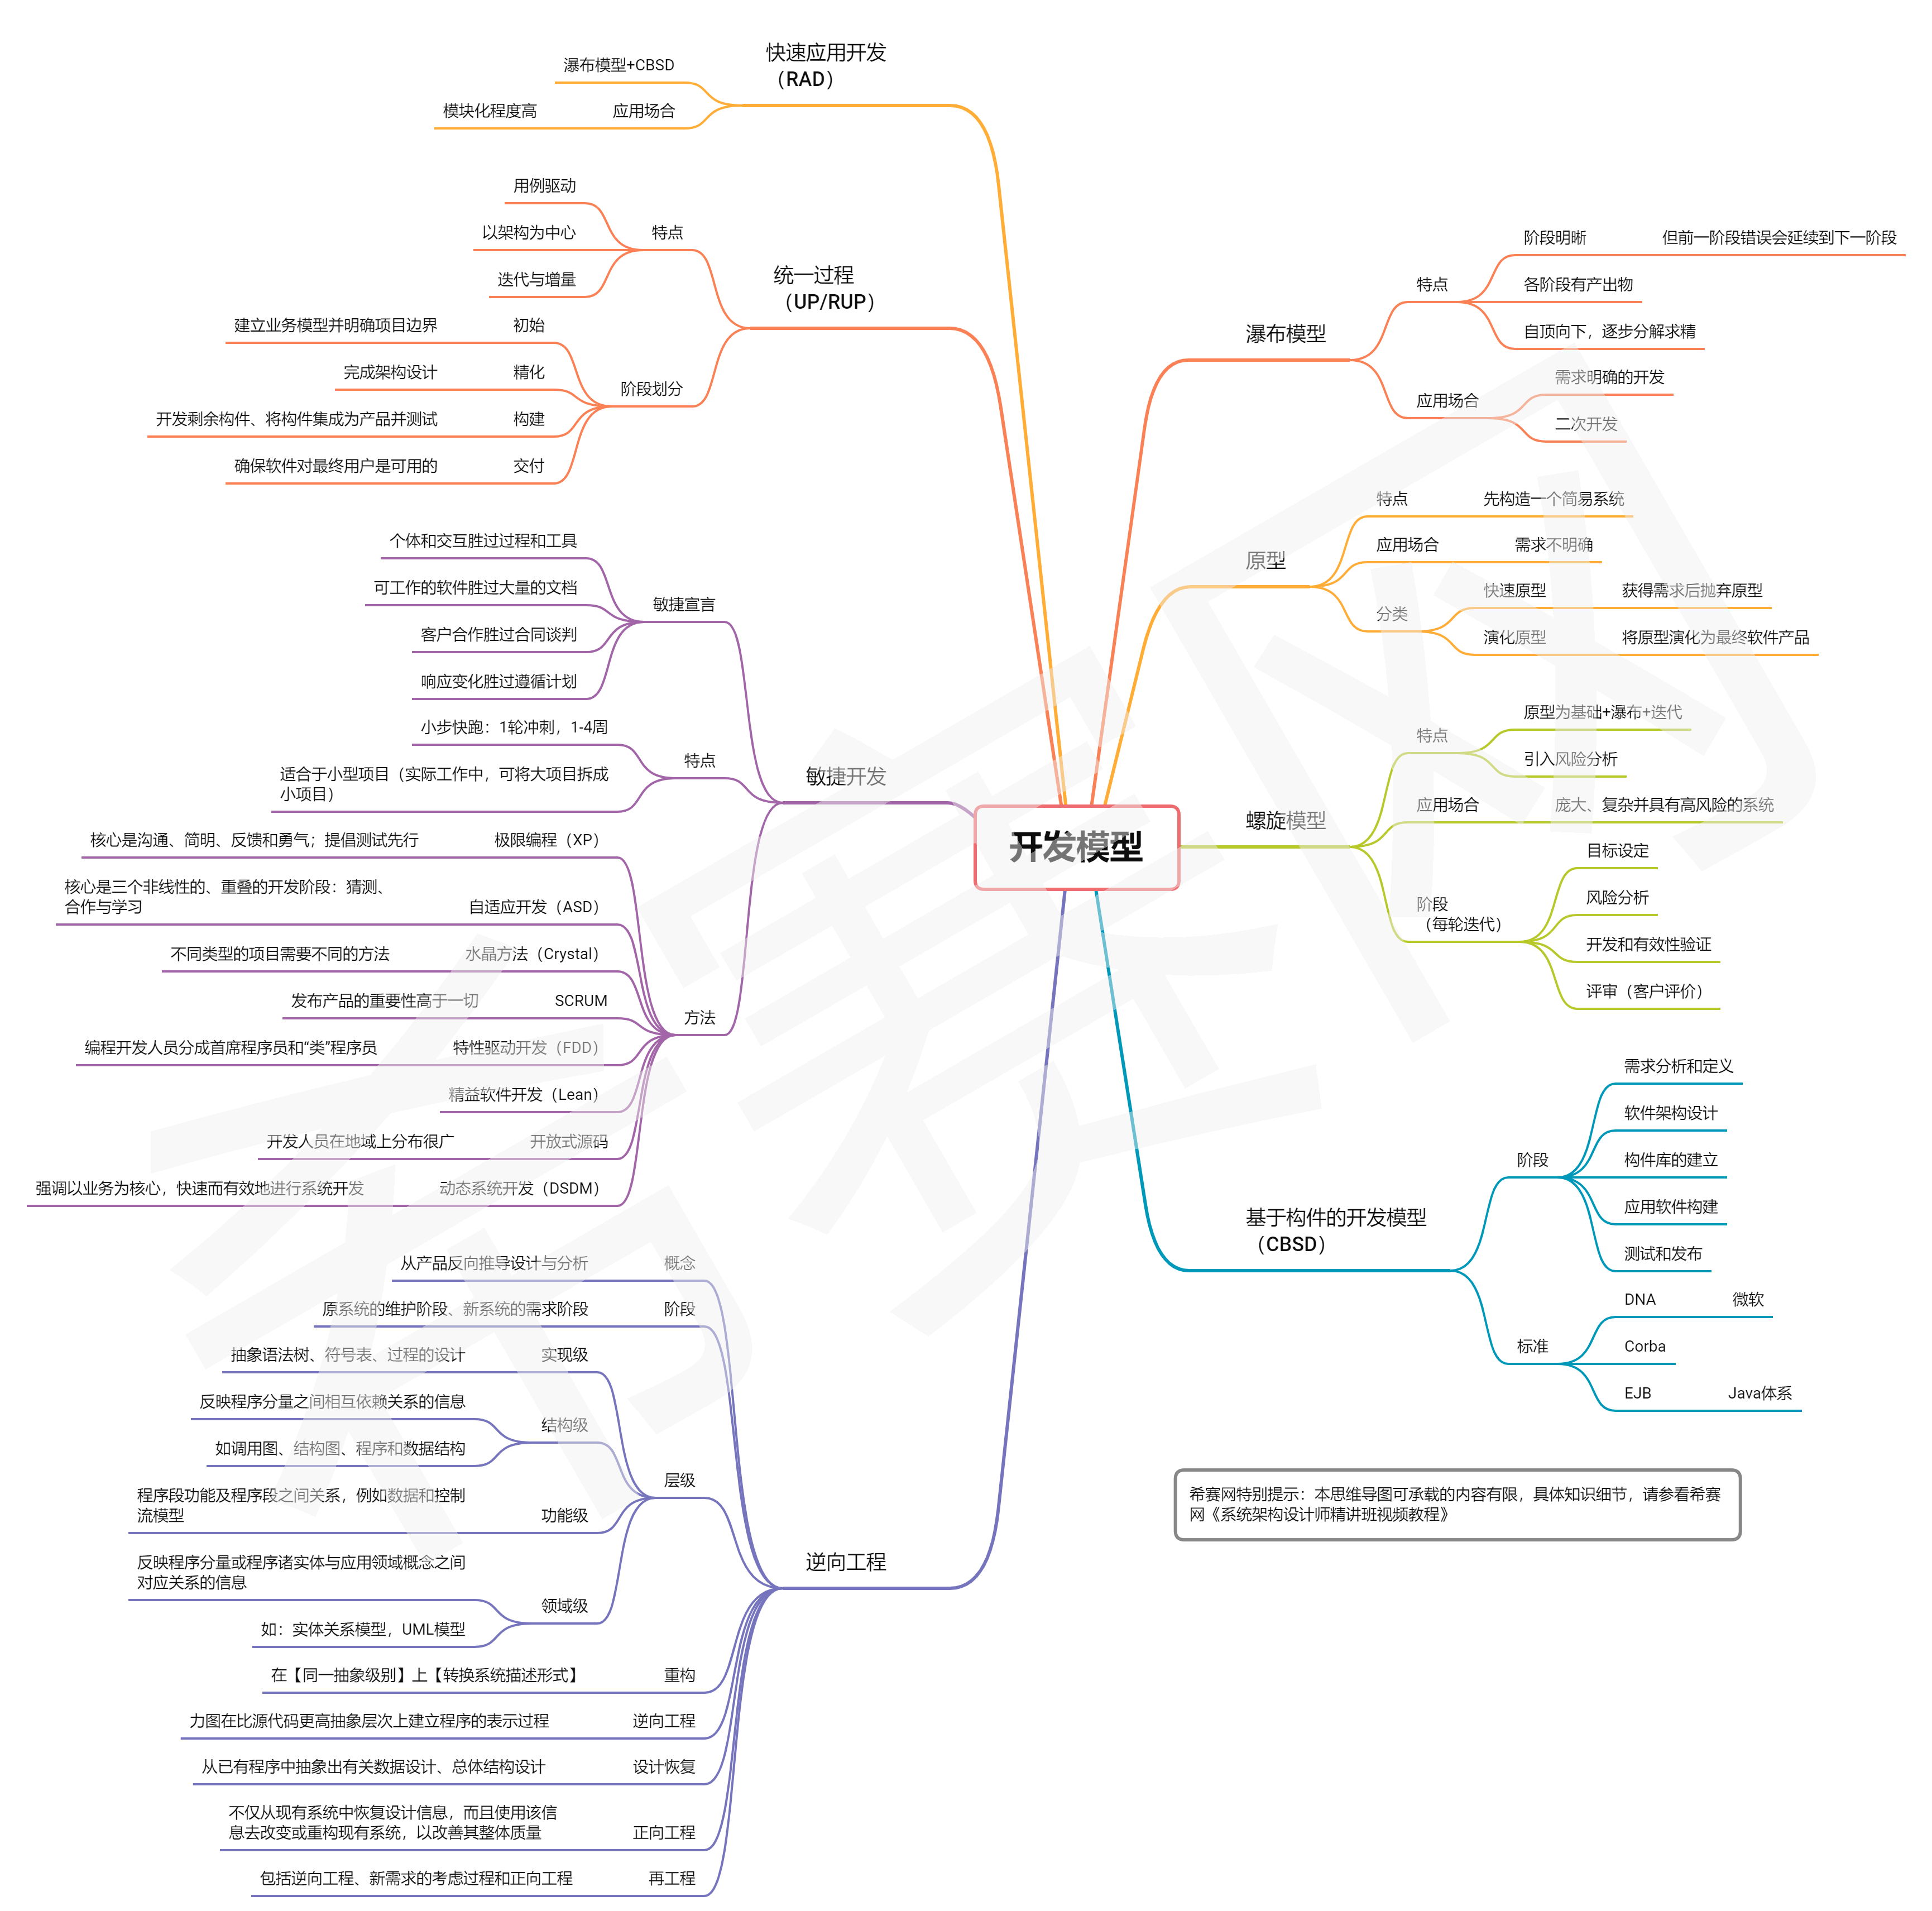 开发模型
快速应用开发
（RAD）
瀑布模型+CBSD
应用场合
模块化程度高
统一过程
（UP/RUP）
特点
用例驱动
以架构为中心
迭代与增量
阶段划分
初始
建立业务模型并明确项目边界
精化
完成架构设计
构建
开发剩余构件、将构件集成为产品并测试
交付
确保软件对最终用户是可用的
敏捷开发
敏捷宣言
个体和交互胜过过程和工具
可工作的软件胜过大量的文档
客户合作胜过合同谈判
响应变化胜过遵循计划
特点
小步快跑：1轮冲刺，1-4周
适合于小型项目（实际工作中，可将大项目拆成
小项目）
方法
极限编程（XP）
核心是沟通、简明、反馈和勇气；提倡测试先行
自适应开发（ASD）
核心是三个非线性的、重叠的开发阶段：猜测、
合作与学习
水晶方法（Crystal）
不同类型的项目需要不同的方法
SCRUM
发布产品的重要性高于一切
特性驱动开发（FDD）
编程开发人员分成首席程序员和“类”程序员
精益软件开发（Lean）
开放式源码
开发人员在地域上分布很广
动态系统开发（DSDM）
强调以业务为核心，快速而有效地进行系统开发
逆向工程
概念
从产品反向推导设计与分析
阶段
原系统的维护阶段、新系统的需求阶段
层级
实现级
抽象语法树、符号表、过程的设计
结构级
反映程序分量之间相互依赖关系的信息
如调用图、结构图、程序和数据结构
功能级
程序段功能及程序段之间关系，例如数据和控制
流模型
领域级
反映程序分量或程序诸实体与应用领域概念之间
对应关系的信息
如：实体关系模型，UML模型
重构
在【同一抽象级别】上【转换系统描述形式】
逆向工程
力图在比源代码更高抽象层次上建立程序的表示过程
设计恢复
从已有程序中抽象出有关数据设计、总体结构设计
正向工程
不仅从现有系统中恢复设计信息，而且使用该信
息去改变或重构现有系统，以改善其整体质量
再工程
包括逆向工程、新需求的考虑过程和正向工程
瀑布模型
特点
阶段明晰
但前一阶段错误会延续到下一阶段
各阶段有产出物
自顶向下，逐步分解求精
应用场合
需求明确的开发
二次开发
原型
特点
先构造一个简易系统
应用场合
需求不明确
分类
快速原型
获得需求后抛弃原型
演化原型
将原型演化为最终软件产品
螺旋模型
特点
原型为基础+瀑布+迭代
引入风险分析
应用场合
庞大、复杂并具有高风险的系统
阶段
（每轮迭代）
目标设定
风险分析
开发和有效性验证
评审（客户评价）
基于构件的开发模型
（CBSD）
阶段
需求分析和定义
软件架构设计
构件库的建立
应用软件构建
测试和发布
标准
DNA
微软
Corba
EJB
Java体系
希赛网特别提示：本思维导图可承载的内容有限，具体知识细节，请参看希赛
网《系统架构设计师精讲班视频教程》
希赛网